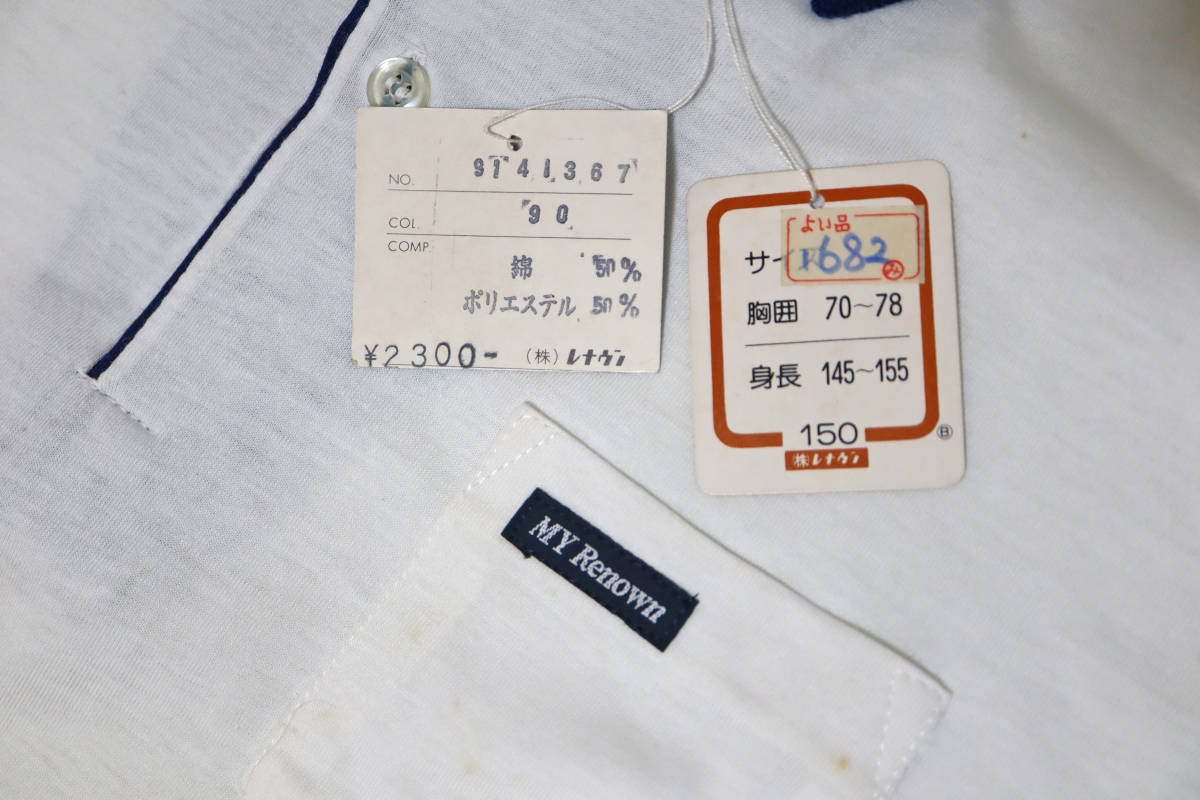 NO. 9141367
COL. 90
COMP.
綿 50%
ポリエステル 50%
¥2300- (株)レナウン
よい品
サイ
1682
胸囲 70～78
身長 145～155
150
B
(株)レナウン
MY Renown